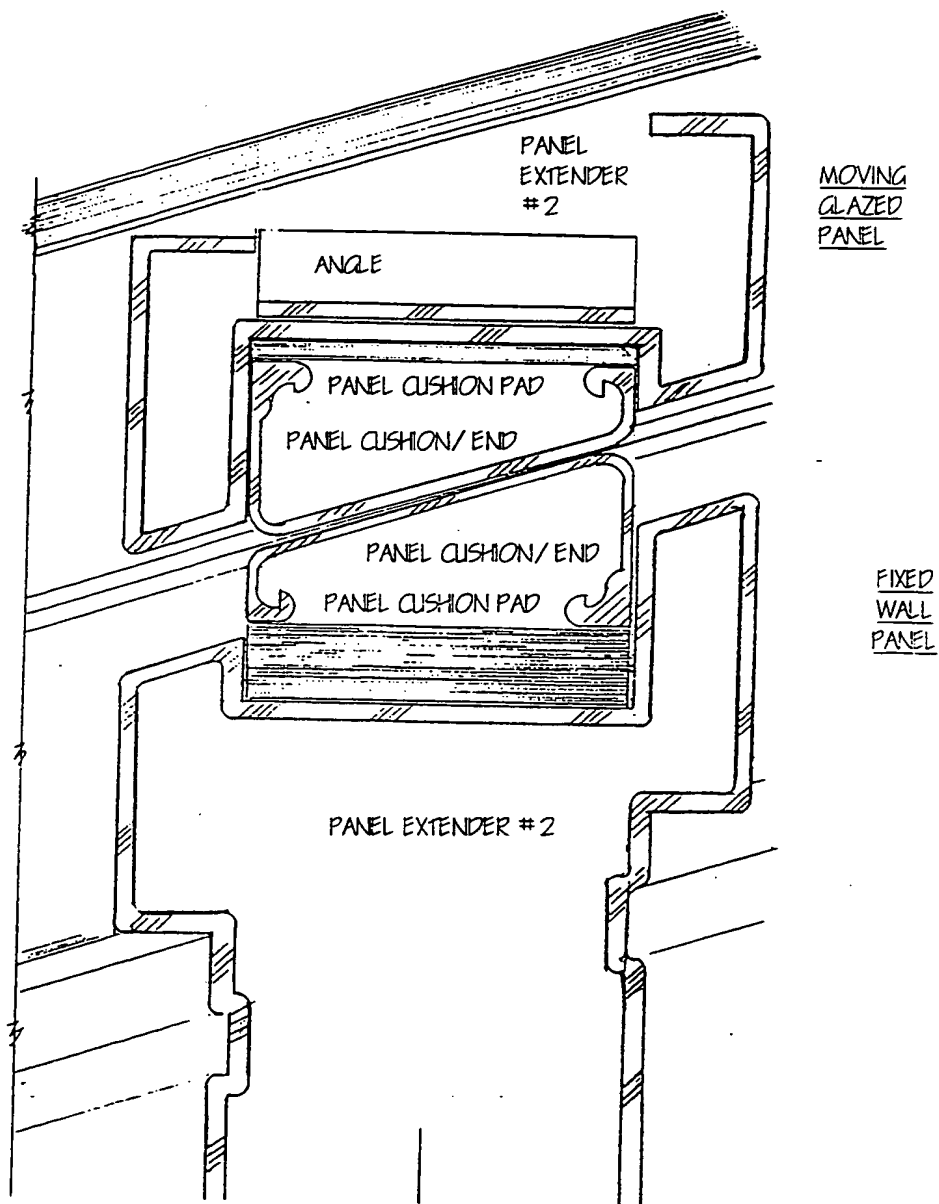 PANEL
EXTENDER
#2
MOVING
GLAZED
PANEL
ANGLE
PANEL CUSHION PAD
PANEL CUSHION/END
PANEL CUSHION/END
PANEL CUSHION PAD
FIXED
WALL
PANEL
PANEL EXTENDER #2